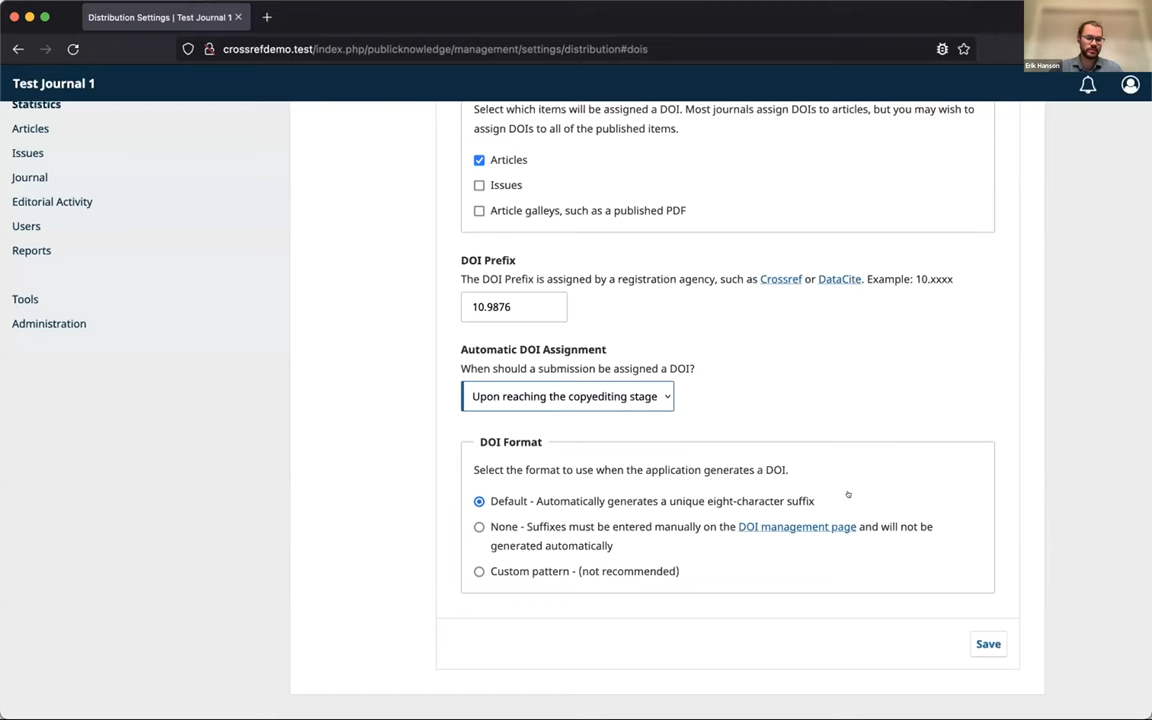 Distribution Settings | Test Journal 1
crossrefdemo.test/index.php/publicknowledge/management/settings/distribution#dois
Erik Hanson
Test Journal 1
Statistics
Articles
Issues
Journal
Editorial Activity
Users
Reports
Tools
Administration
Select which items will be assigned a DOI. Most journals assign DOIs to articles, but you may wish to
assign DOIs to all of the published items.
Articles
Issues
Article galleys, such as a published PDF
DOI Prefix
The DOI Prefix is assigned by a registration agency, such as Crossref or DataCite. Example: 10.xxxx
10.9876
Automatic DOI Assignment
When should a submission be assigned a DOI?
Upon reaching the copyediting stage
DOI Format
Select the format to use when the application generates a DOI.
Default - Automatically generates a unique eight-character suffix
None - Suffixes must be entered manually on the DOI management page and will not be
generated automatically
Custom pattern - (not recommended)
Save